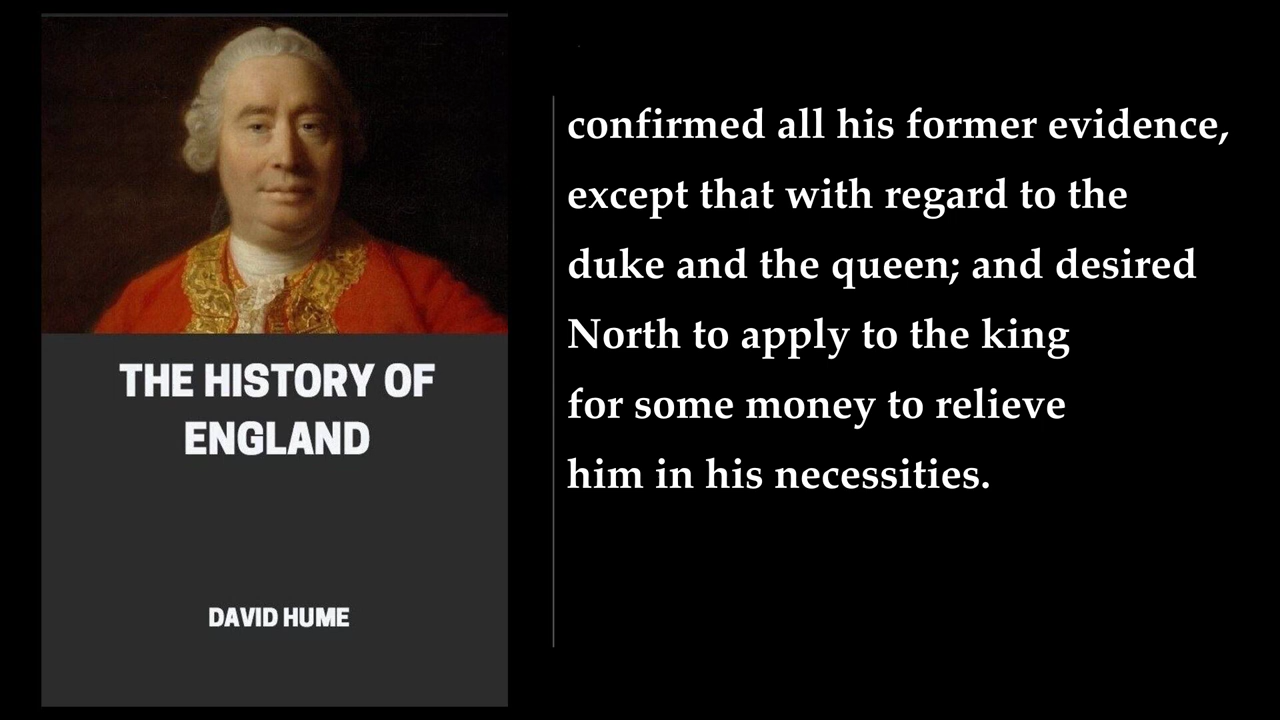 THE HISTORY OF
ENGLAND
DAVID HUME
confirmed all his former evidence,
except that with regard to the
duke and the queen; and desired
North to apply to the king
for some money to relieve
him in his necessities.